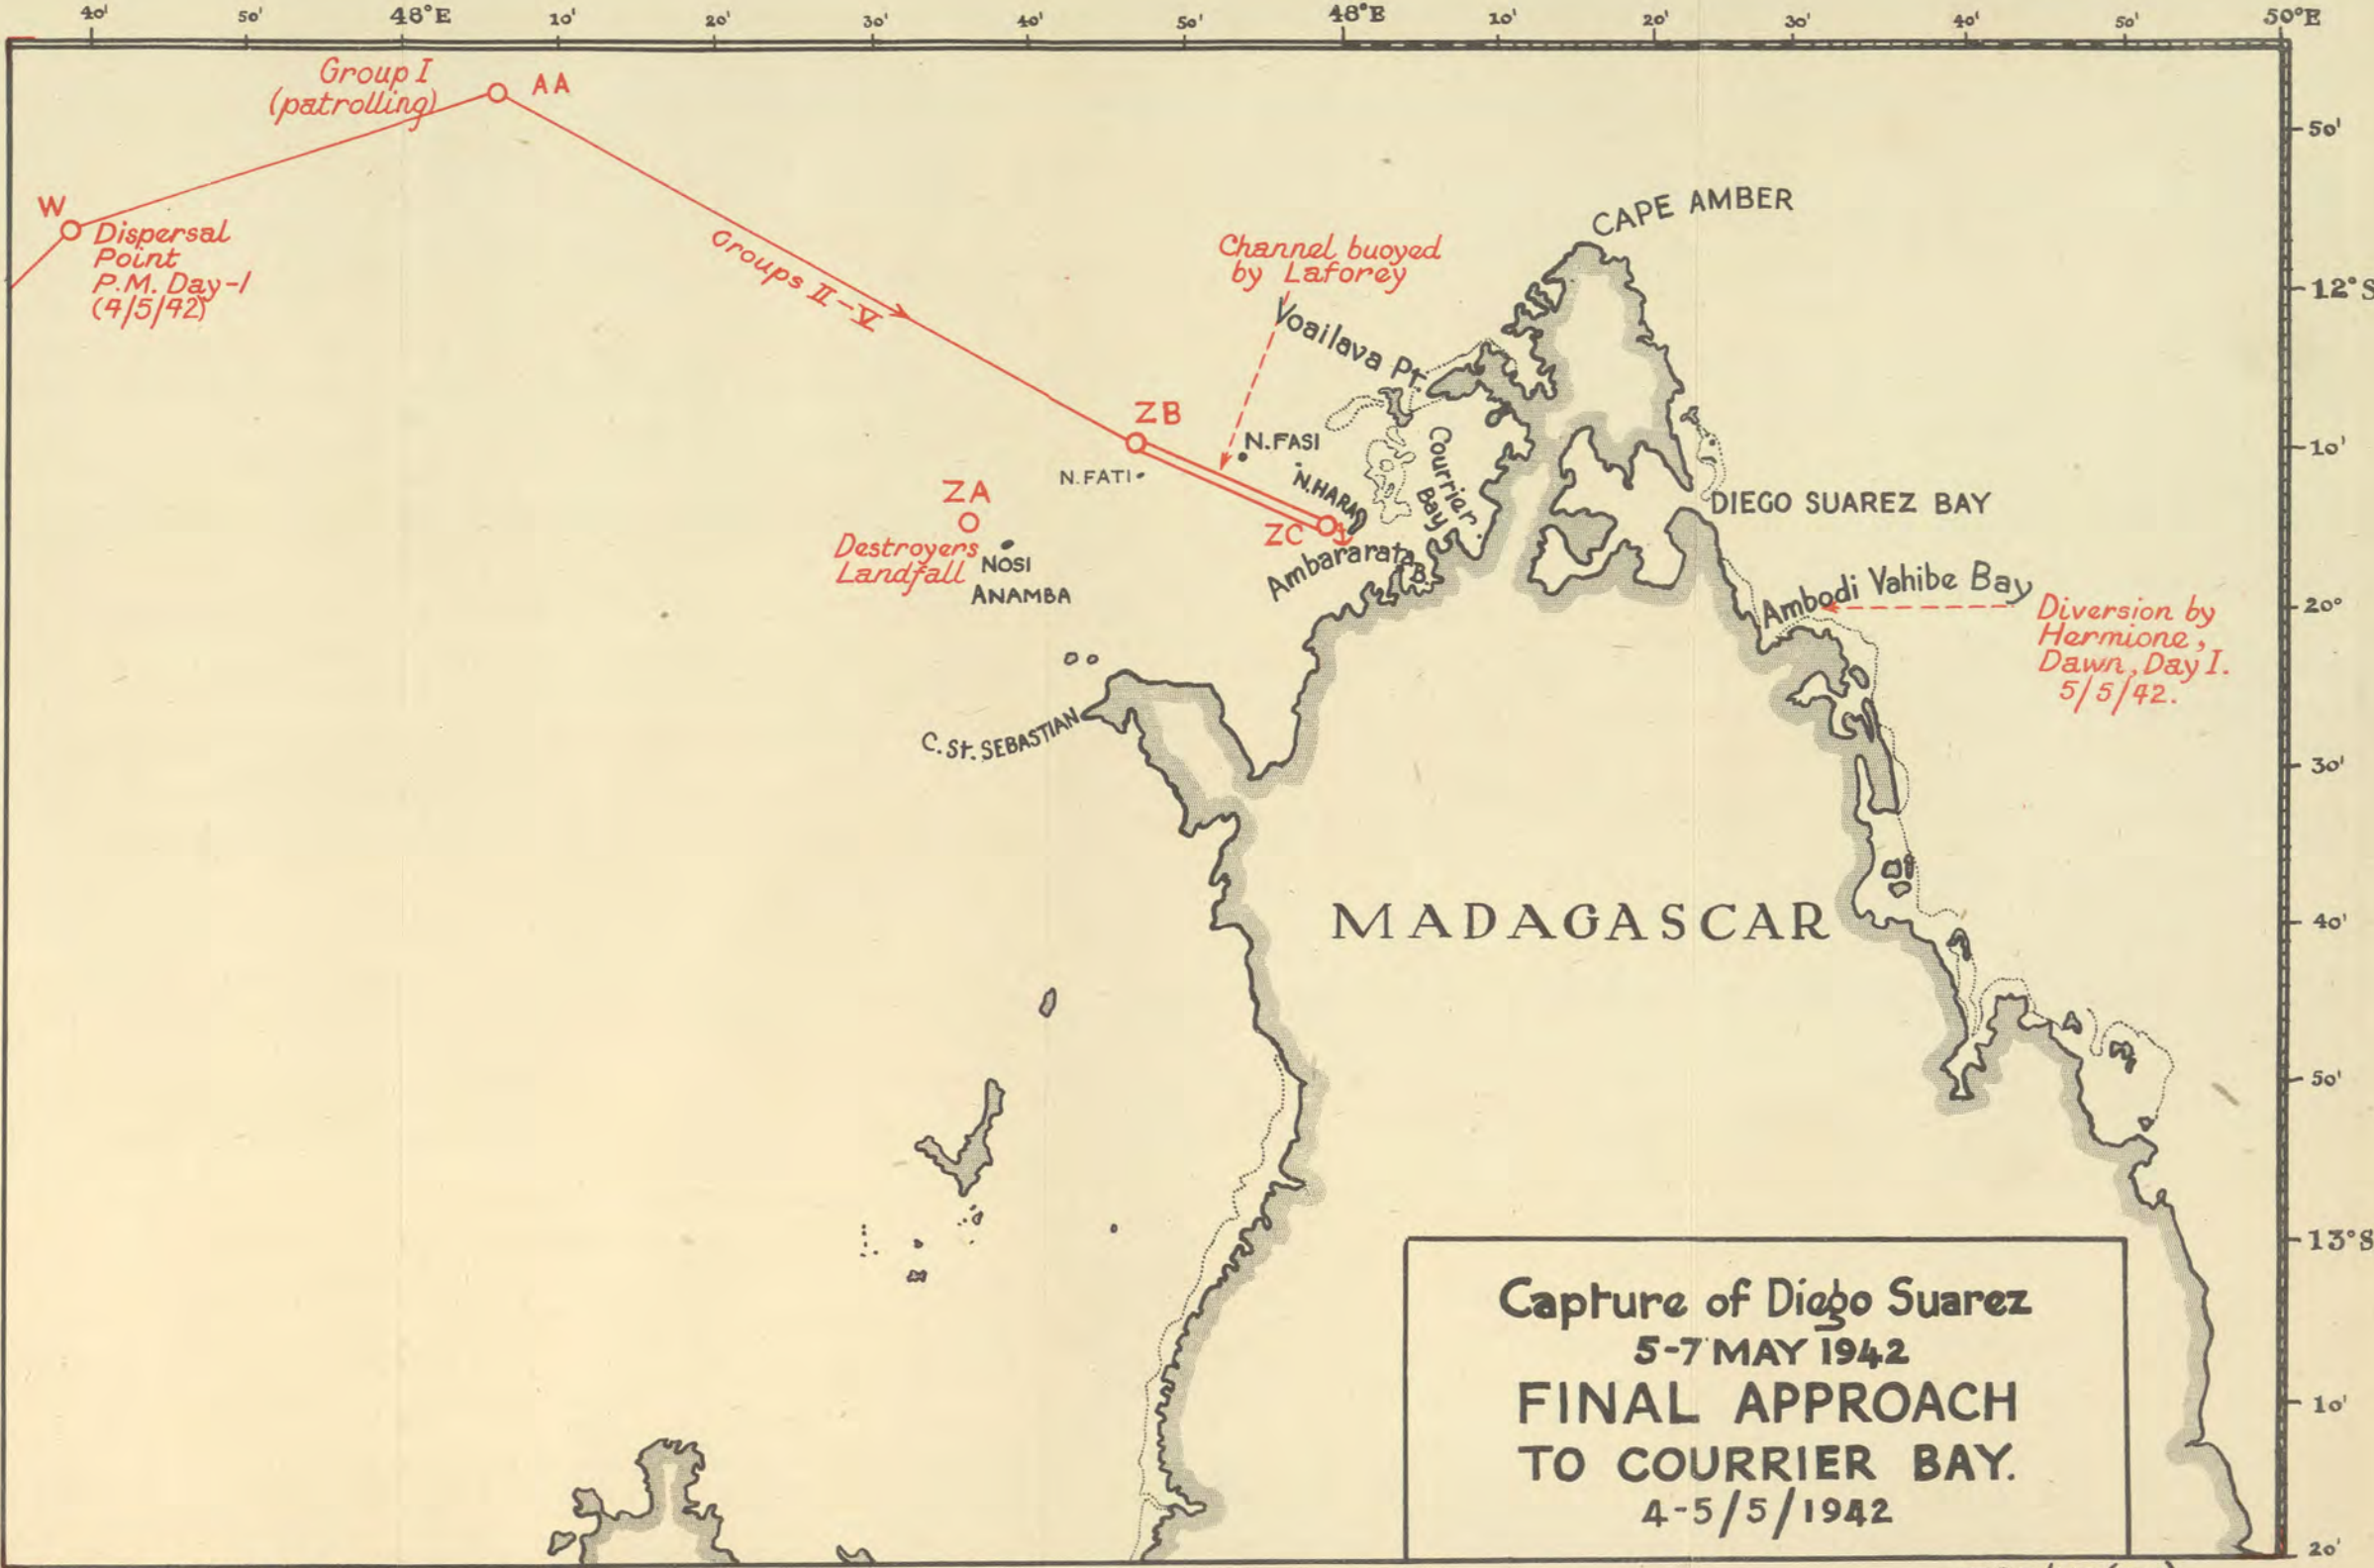 40' 50' 48°E 10' 20' 30' 40' 50' 48°E 10' 20' 30' 40' 50' 50°E
Group I
(patrolling)
AA
W
Dispersal
Point
P.M. Day-1
(4/5/42)
Groups II-V
Channel buoyed
by Laforey
CAPE AMBER
Voailava Pt.
ZB
N. FASI
N. FATI
N. HARA
Courrier
Bay
ZA
Destroyers
Landfall
NOSI
ANAMBA
ZC
Ambararata
B.
DIEGO SUAREZ BAY
Ambodi Vahibe Bay
Diversion by
Hermione,
Dawn, Day I.
5/5/42.
C. St. SEBASTIAN
MADAGASCAR
50'
12°S
10'
20°
30'
40'
50'
13°S
10'
20'
Capture of Diego Suarez
5-7 MAY 1942
FINAL APPROACH
TO COURRIER BAY.
4-5/5/1942